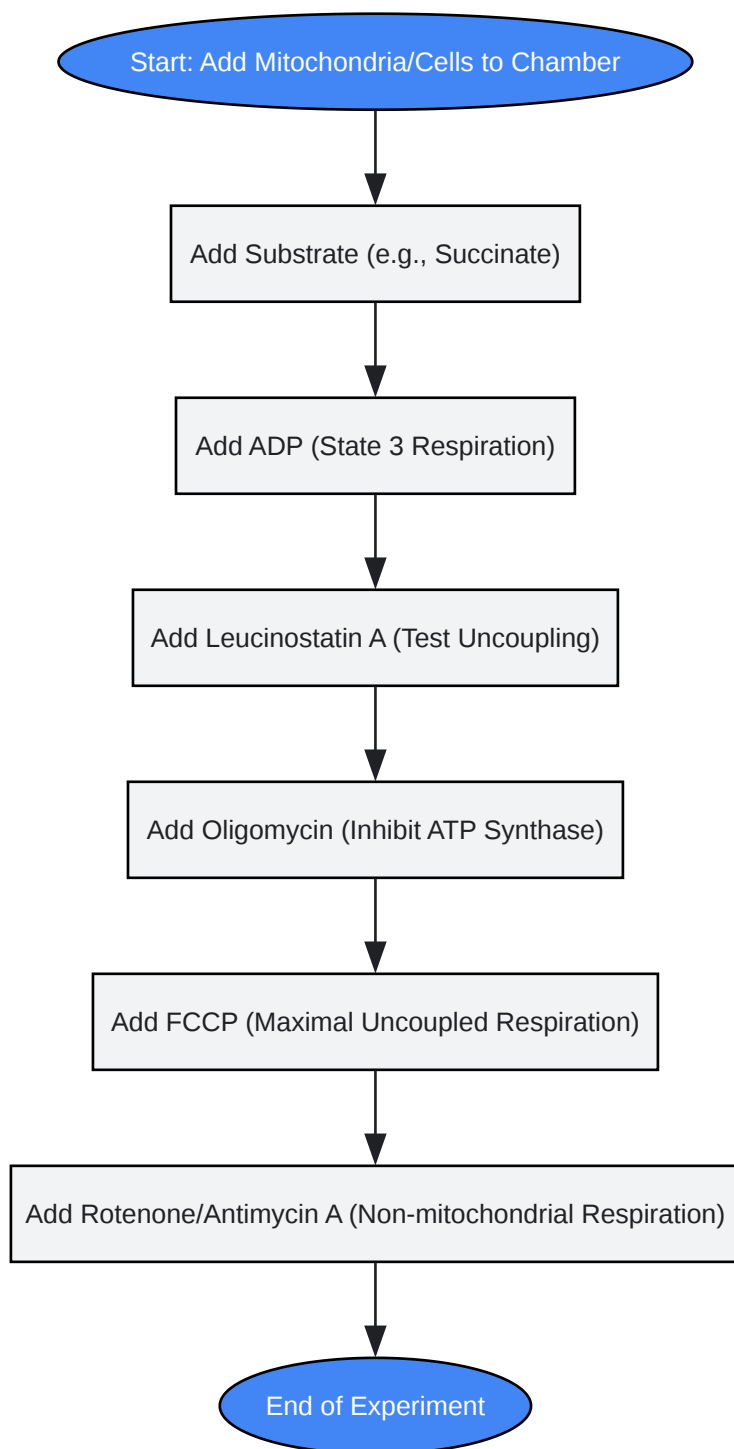 Start: Add Mitochondria/Cells to Chamber
Add Substrate (e.g., Succinate)
Add ADP (State 3 Respiration)
Add Leucinostatin A (Test Uncoupling)
Add Oligomycin (Inhibit ATP Synthase)
Add FCCP (Maximal Uncoupled Respiration)
Add Rotenone/Antimycin A (Non-mitochondrial Respiration)
End of Experiment